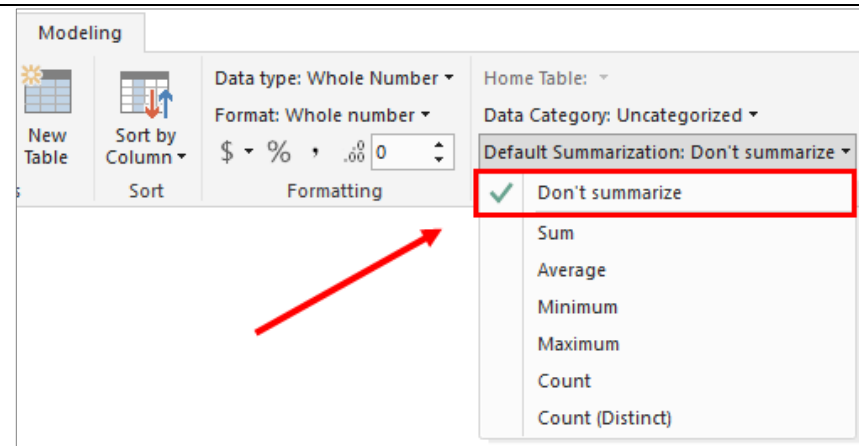 Modeling
New
Table
Sort by
Column
Sort
Data type: Whole Number
Format: Whole number
$ % , .00 0
Formatting
Home Table:
Data Category: Uncategorized
Default Summarization: Don't summarize
Don't summarize
Sum
Average
Minimum
Maximum
Count
Count (Distinct)